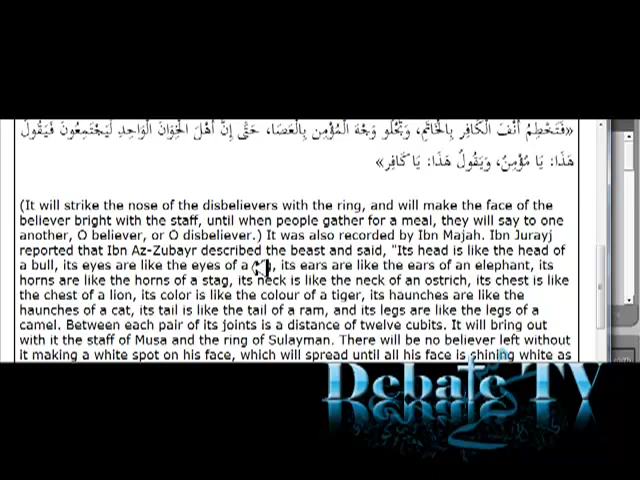 «فَتَخْطِمُ أَنْفَ الْكَافِرِ بِالْخَاتَمِ، وَتَجْلُو وَجْهَ الْمُؤْمِنِ بِالْعَصَا، حَتَّى إِنَّ أَهْلَ الْخِوَانِ الْوَاحِدِ لَيَجْتَمِعُونَ فَيَقُولُ
هَذَا: يَا مُؤْمِنُ، وَيَقُولُ هَذَا: يَا كَافِر»
(It will strike the nose of the disbelievers with the ring, and will make the face of the
believer bright with the staff, until when people gather for a meal, they will say to one
another, O believer, or O disbeliever.) It was also recorded by Ibn Majah. Ibn Jurayj
reported that Ibn Az-Zubayr described the beast and said, "Its head is like the head of
a bull, its eyes are like the eyes of a , its ears are like the ears of an elephant, its
horns are like the horns of a stag, its neck is like the neck of an ostrich, its chest is like
the chest of a lion, its color is like the colour of a tiger, its haunches are like the
haunches of a cat, its tail is like the tail of a ram, and its legs are like the legs of a
camel. Between each pair of its joints is a distance of twelve cubits. It will bring out
with it the staff of Musa and the ring of Sulayman. There will be no believer left without
it making a white spot on his face, which will spread until all his face is shining white as
Debate TV